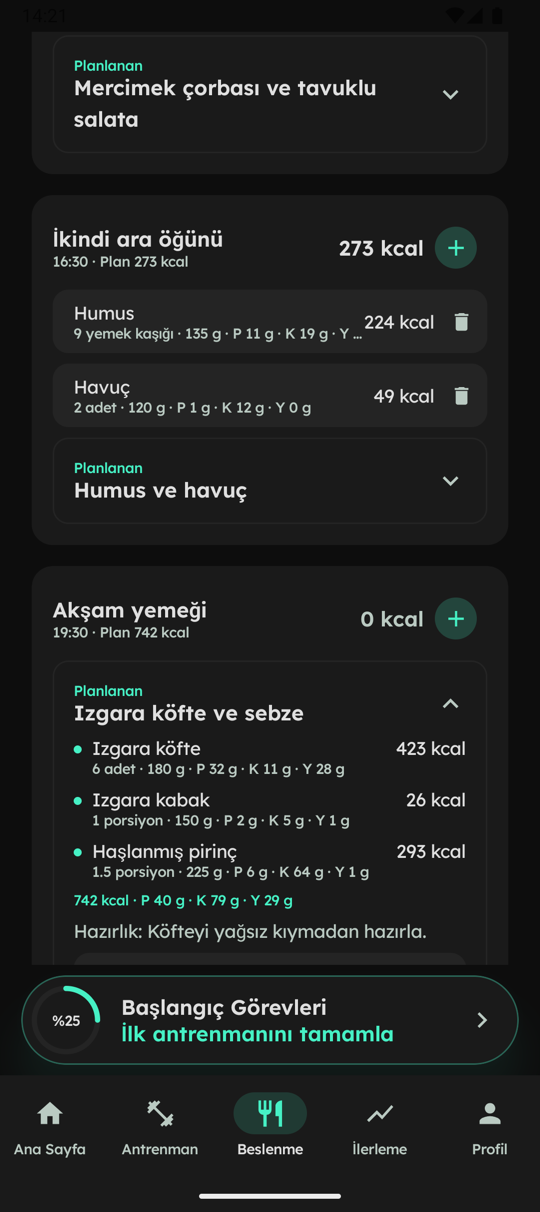 14:21
Planlanan
Mercimek çorbası ve tavuklu
salata
İkindi ara öğünü
273 kcal
16:30 · Plan 273 kcal
Humus
224 kcal
9 yemek kaşığı · 135 g · P 11 g · K 19 g · Y ...
Havuç
49 kcal
2 adet · 120 g · P 1 g · K 12 g · Y 0 g
Planlanan
Humus ve havuç
Akşam yemeği
0 kcal
19:30 · Plan 742 kcal
Planlanan
Izgara köfte ve sebze
Izgara köfte
423 kcal
6 adet · 180 g · P 32 g · K 11 g · Y 28 g
Izgara kabak
26 kcal
1 porsiyon · 150 g · P 2 g · K 5 g · Y 1 g
Haşlanmış pirinç
293 kcal
1.5 porsiyon · 225 g · P 6 g · K 64 g · Y 1 g
742 kcal · P 40 g · K 79 g · Y 29 g
Hazırlık: Köfteyi yağsız kıymadan hazırla.
%25
Başlangıç Görevleri
İlk antrenmanını tamamla
Ana Sayfa
Antrenman
Beslenme
İlerleme
Profil